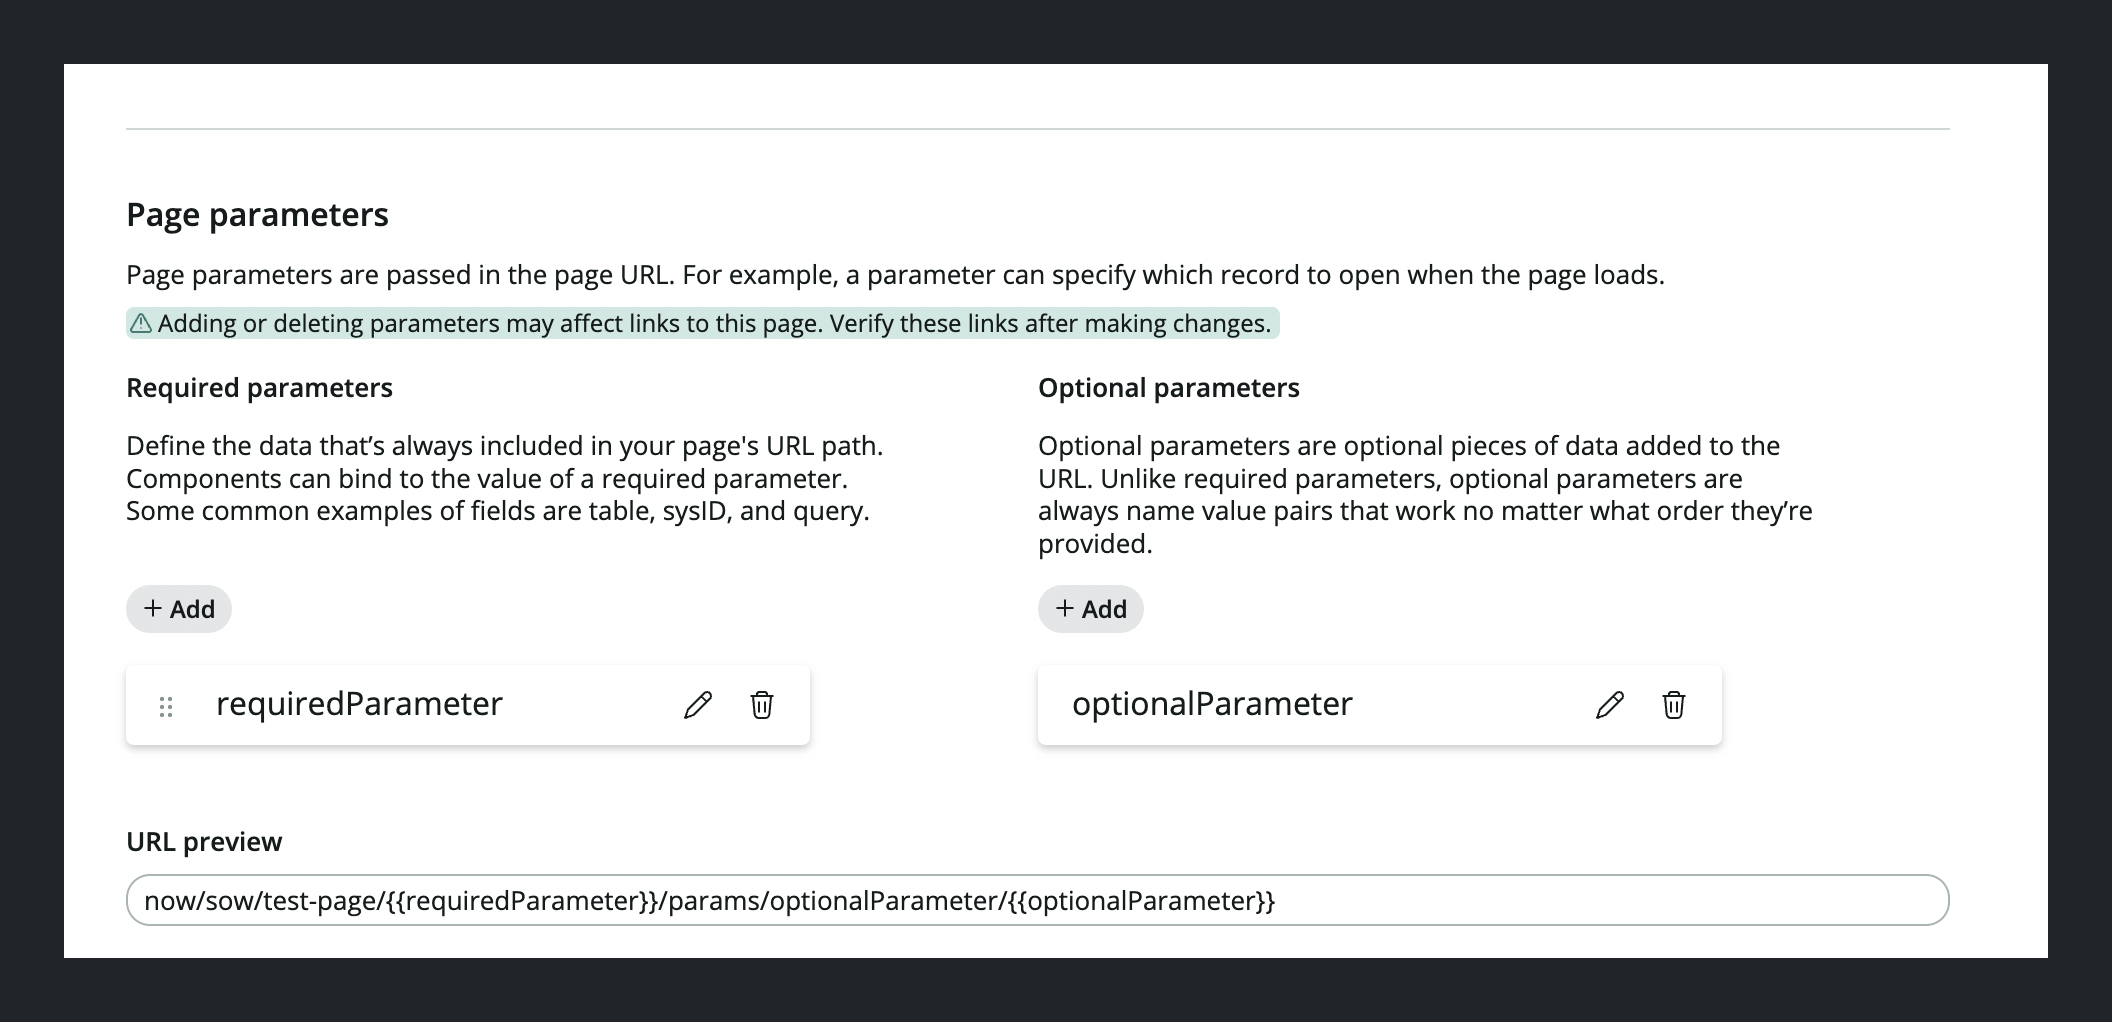 Page parameters
Page parameters are passed in the page URL. For example, a parameter can specify which record to open when the page loads.
Adding or deleting parameters may affect links to this page. Verify these links after making changes.
Required parameters
Define the data that’s always included in your page's URL path.
Components can bind to the value of a required parameter.
Some common examples of fields are table, sysID, and query.
+ Add
requiredParameter
Optional parameters
Optional parameters are optional pieces of data added to the
URL. Unlike required parameters, optional parameters are
always name value pairs that work no matter what order they’re
provided.
+ Add
optionalParameter
URL preview
now/sow/test-page/{{requiredParameter}}/params/optionalParameter/{{optionalParameter}}